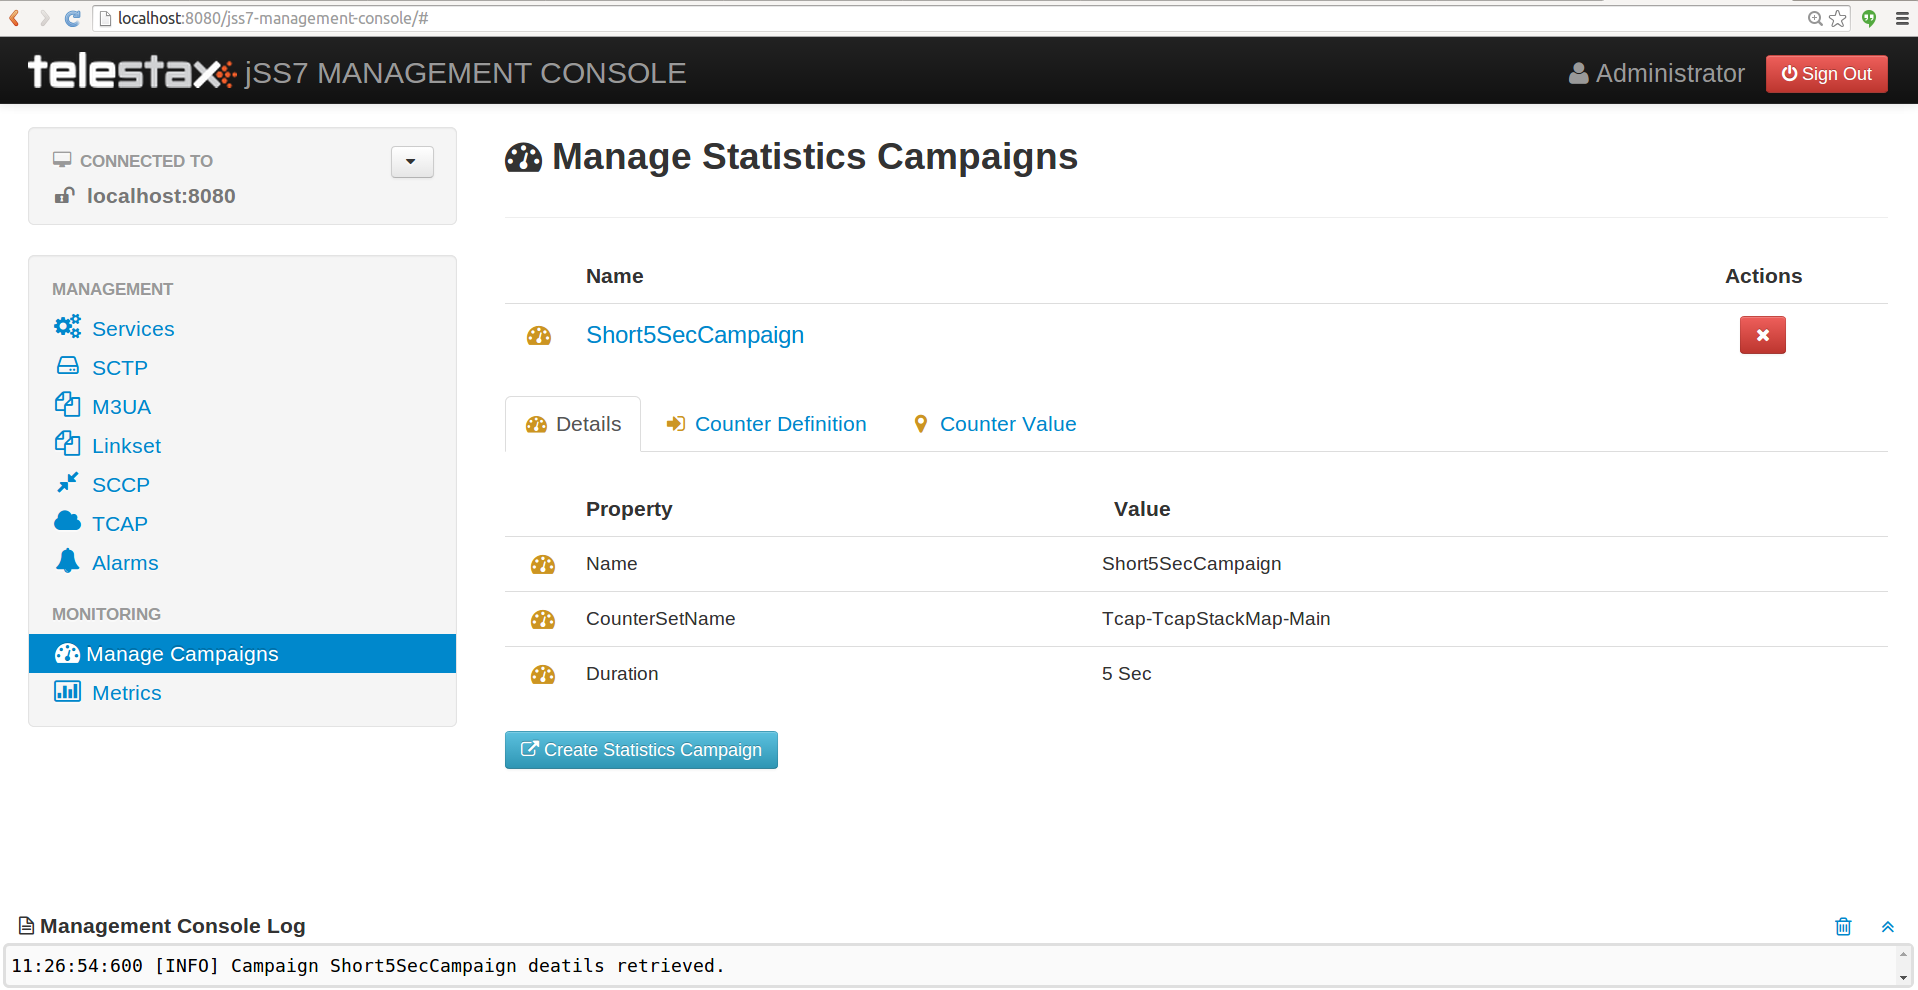 localhost:8080/jss7-management-console/#
telestax jSS7 MANAGEMENT CONSOLE
Administrator
Sign Out
CONNECTED TO
localhost:8080
MANAGEMENT
Services
SCTP
M3UA
Linkset
SCCP
TCAP
Alarms
MONITORING
Manage Campaigns
Metrics
Manage Statistics Campaigns
Name Actions
Short5SecCampaign
Details Counter Definition Counter Value
Property Value
Name Short5SecCampaign
CounterSetName Tcap-TcapStackMap-Main
Duration 5 Sec
Create Statistics Campaign
Management Console Log
11:26:54:600 [INFO] Campaign Short5SecCampaign deatils retrieved.